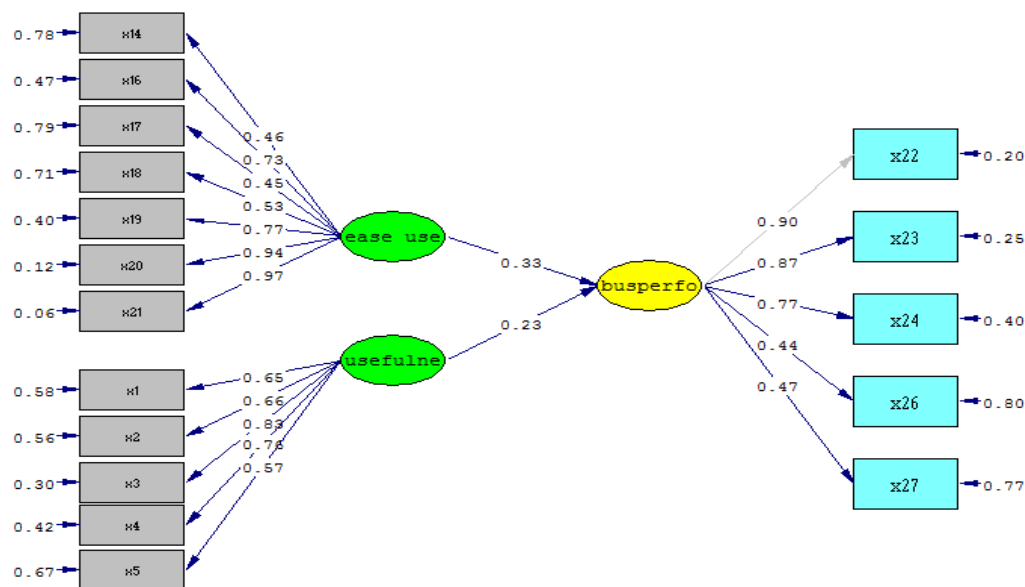 0.78 x14
0.47 x16
0.79 x17
0.71 x18
0.40 x19
0.12 x20
0.06 x21
0.46
0.73
0.45
0.53
0.77
0.94
0.97
ease use
0.33
0.58 x1
0.56 x2
0.30 x3
0.42 x4
0.67 x5
0.65
0.66
0.83
0.76
0.57
usefulne
0.23
busperfo
0.90
0.87
0.77
0.44
0.47
x22 0.20
x23 0.25
x24 0.40
x26 0.80
x27 0.77